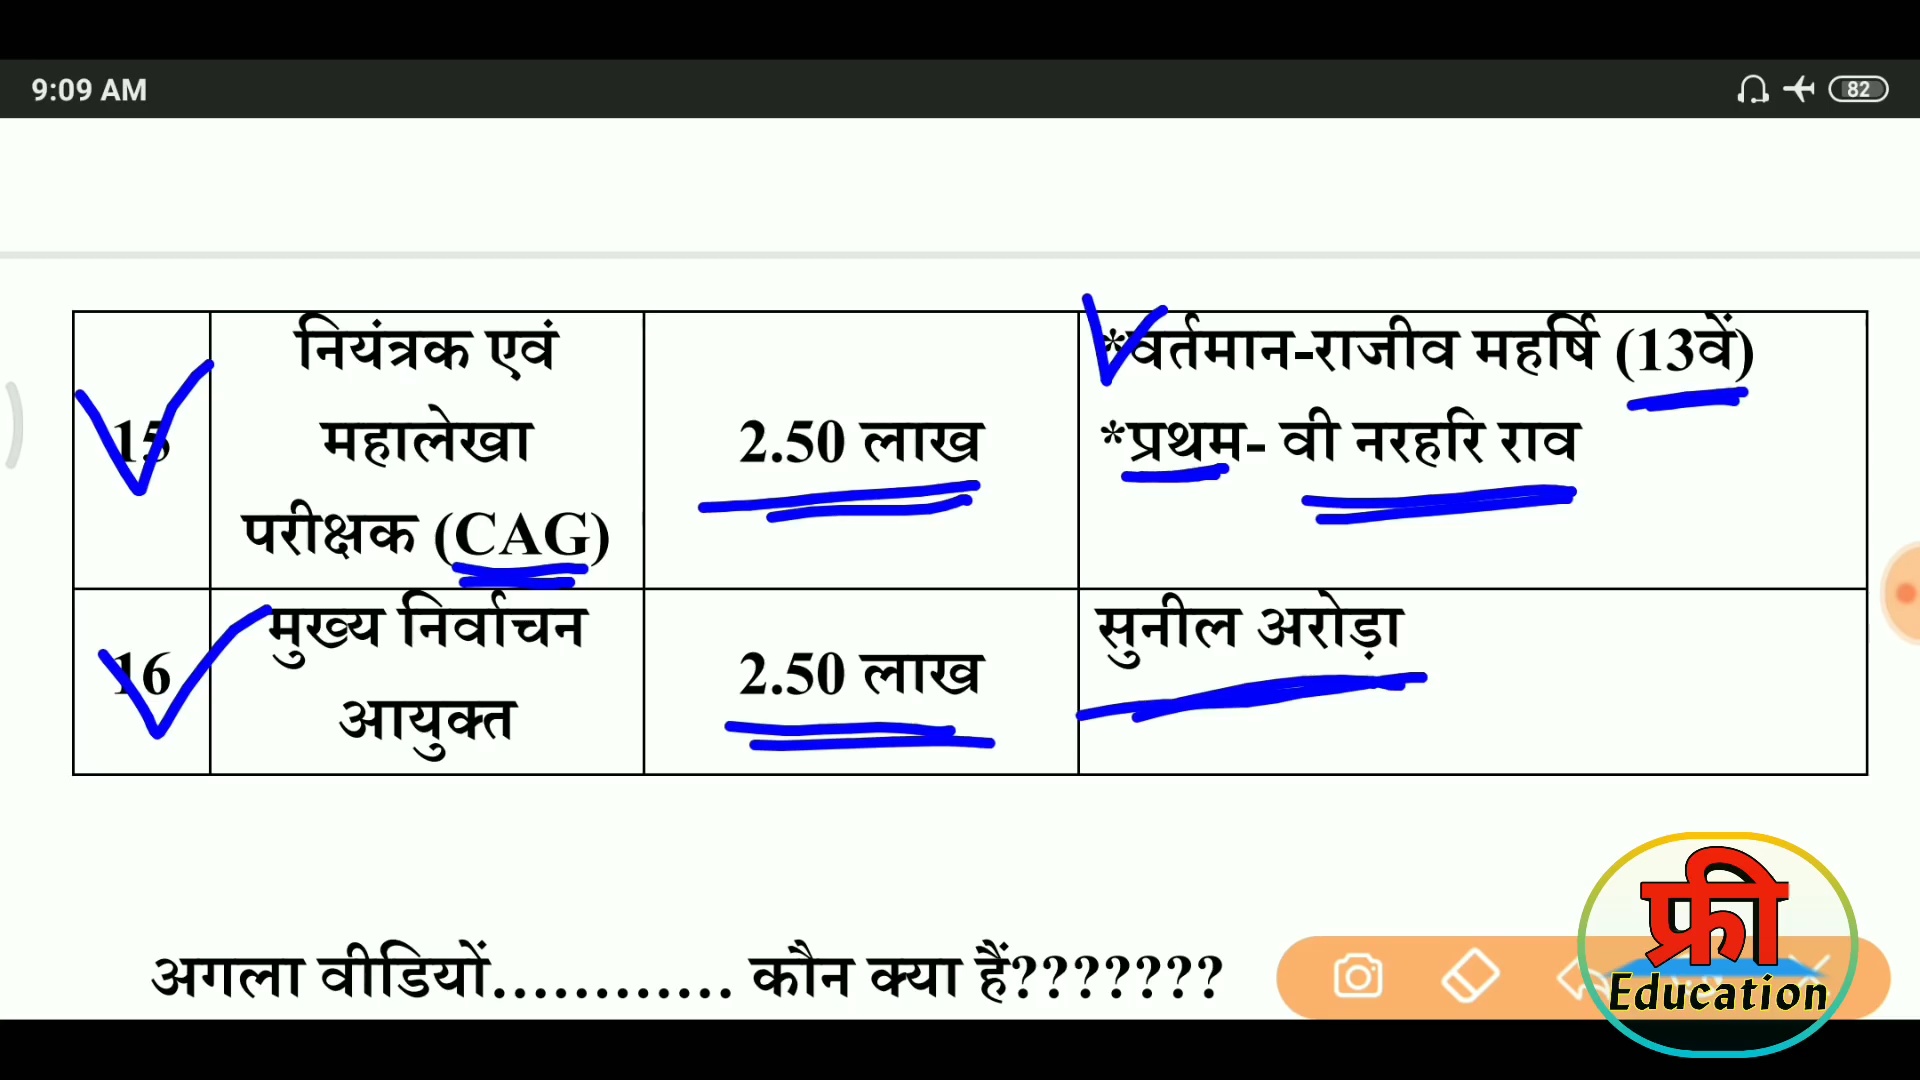 9:09 AM
82
15
नियंत्रक एवं
महालेखा
परीक्षक (CAG)
2.50 लाख
*वर्तमान-राजीव महर्षि (13वें)
*प्रथम- वी नरहरि राव
16
मुख्य निर्वाचन
आयुक्त
2.50 लाख
सुनील अरोड़ा
अगला वीडियों............ कौन क्या हैं???????
फ्री
Education